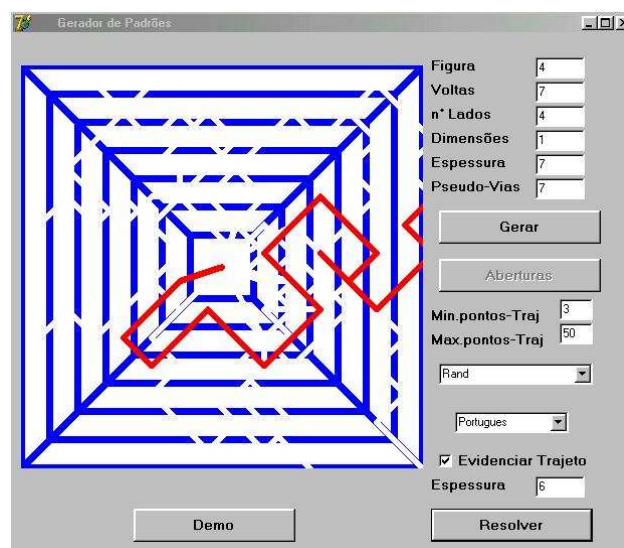 Gerador de Padrões
Figura 4
Voltas 7
n° Lados 4
Dimensões 1
Espessura 7
Pseudo-Vias 7
Gerar
Aberturas
Min.pontos-Traj 3
Max.pontos-Traj 50
Rand
Portugues
Evidenciar Trajeto
Espessura 6
Demo
Resolver